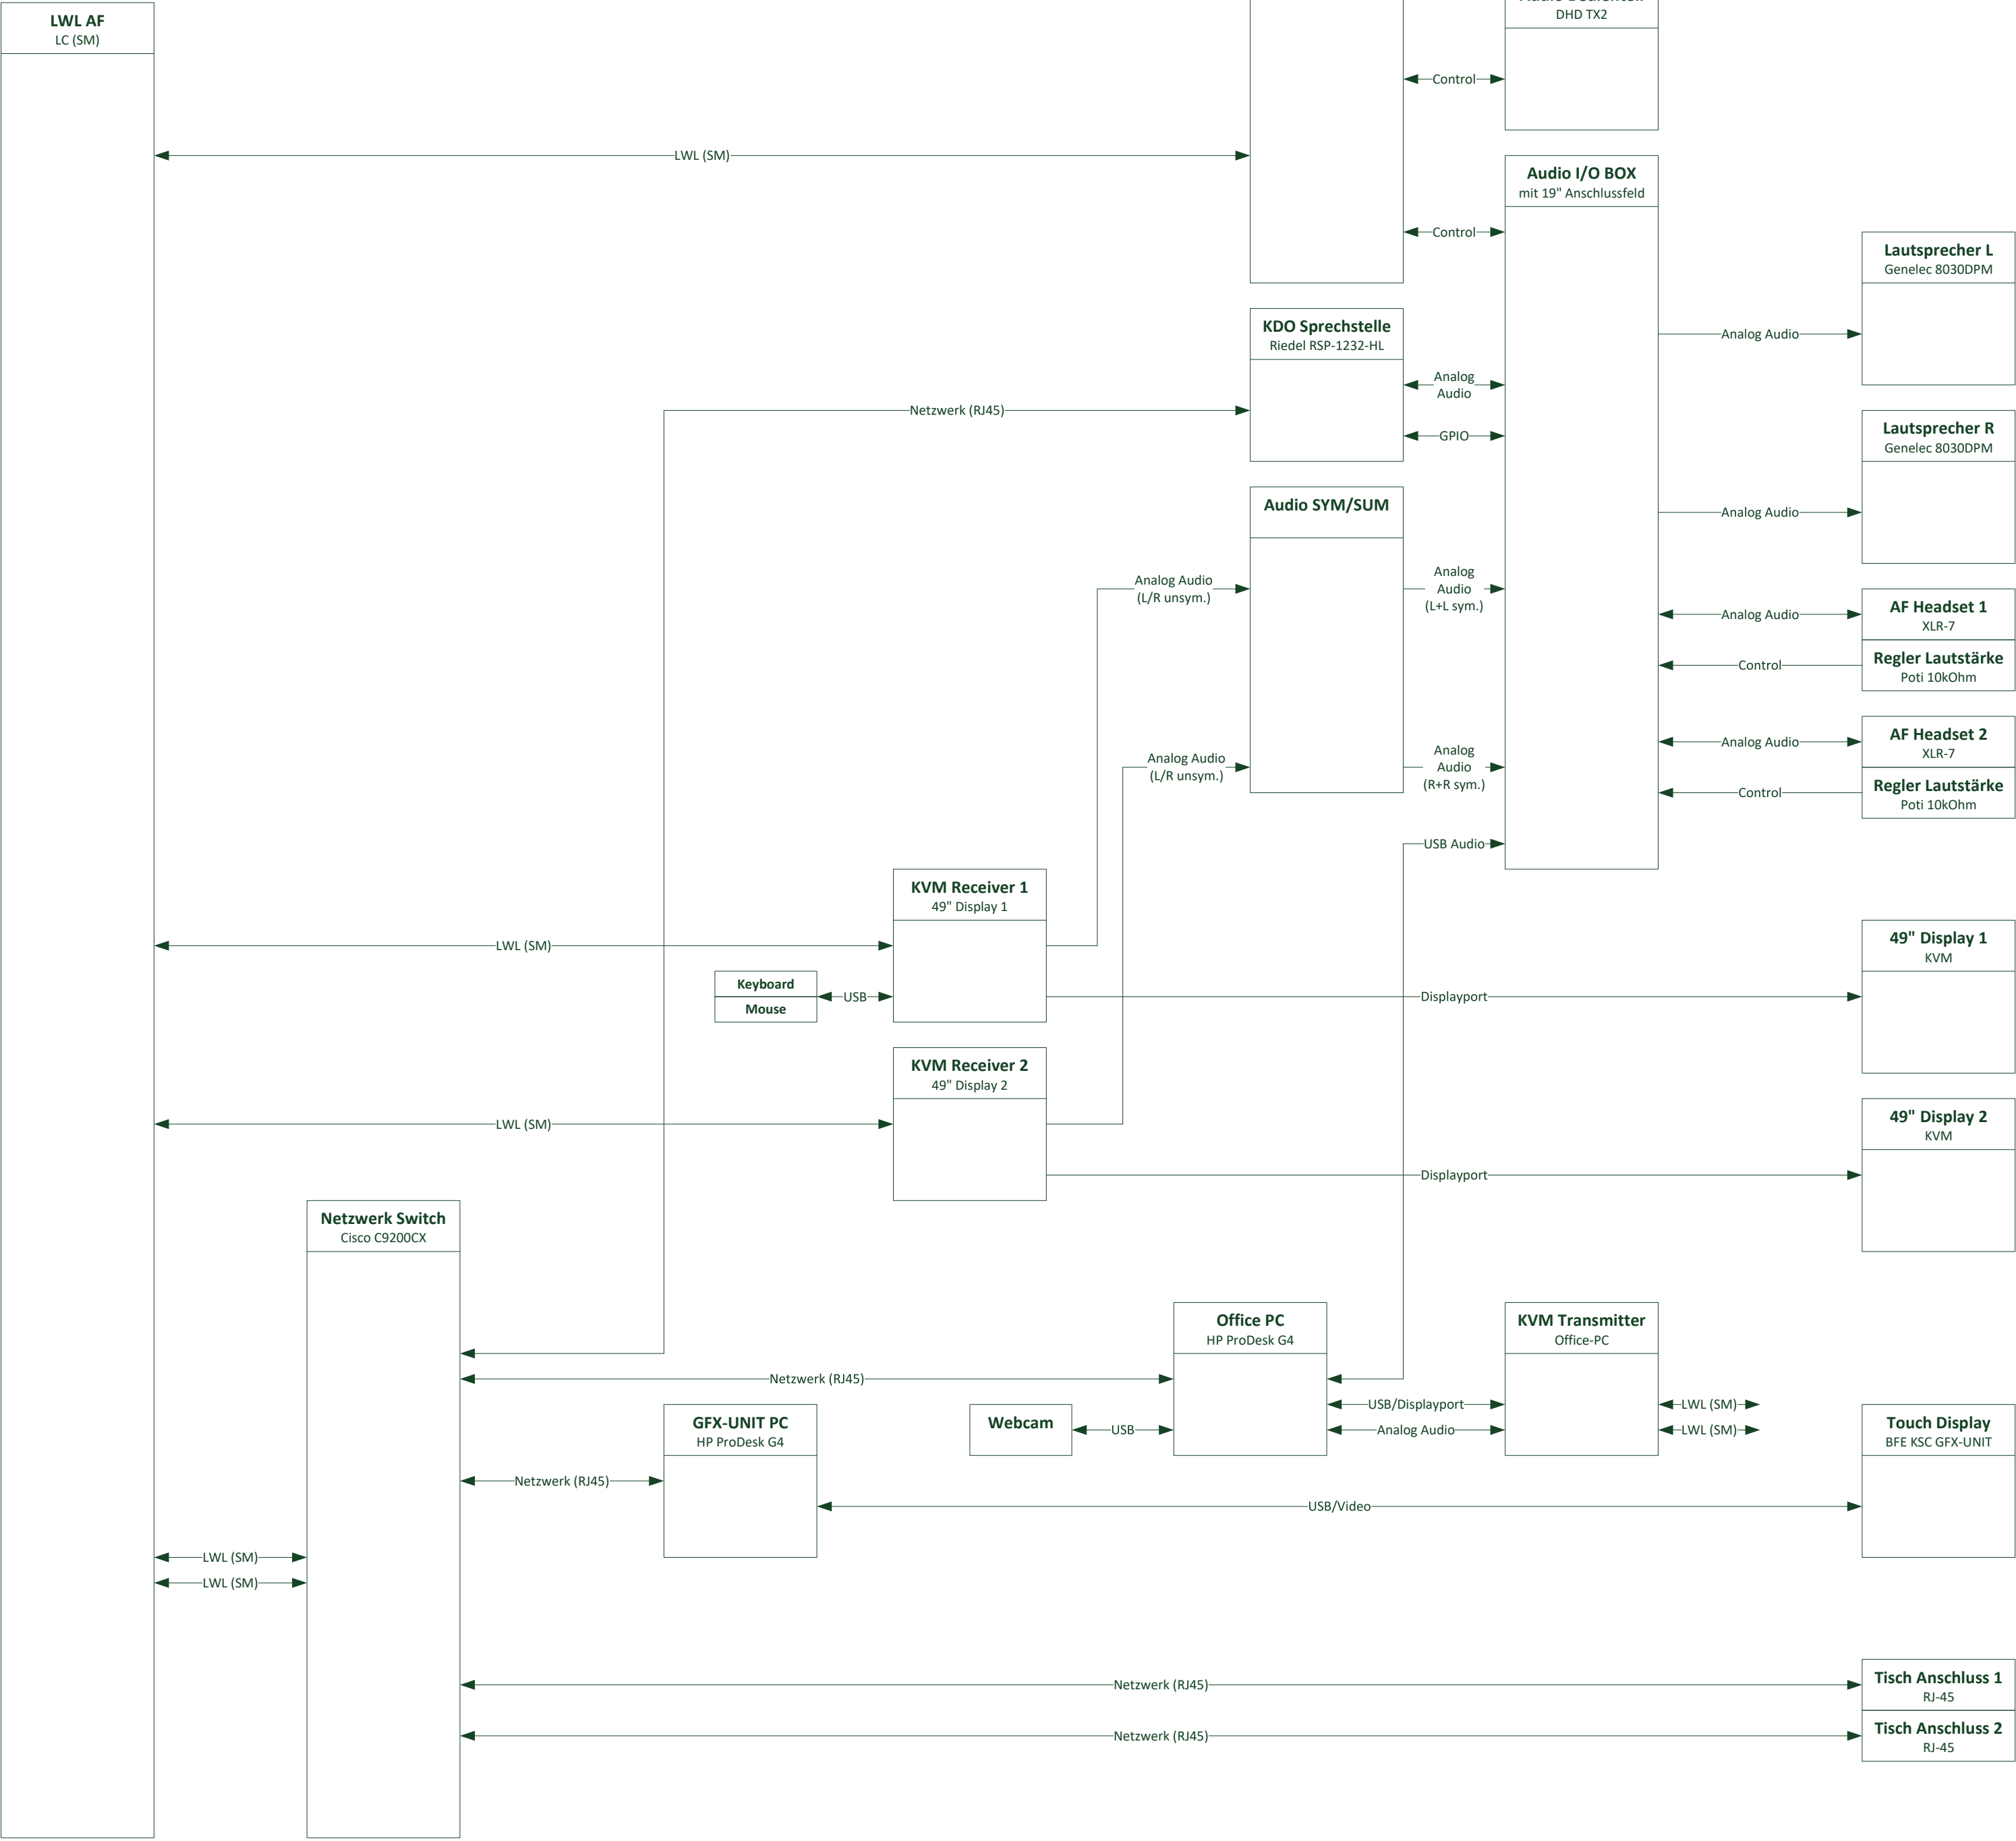 LWL AF
LC (SM)
DHD TX2
Control
LWL (SM)
Audio I/O BOX
mit 19" Anschlussfeld
Control
Lautsprecher L
Genelec 8030DPM
Analog Audio
KDO Sprechstelle
Riedel RSP-1232-HL
Analog
Audio
Netzwerk (RJ45)
GPIO
Lautsprecher R
Genelec 8030DPM
Analog Audio
Audio SYM/SUM
Analog Audio
(L/R unsym.)
Analog
Audio
(L+L sym.)
AF Headset 1
XLR-7
Analog Audio
Regler Lautstärke
Poti 10kOhm
Control
AF Headset 2
XLR-7
Analog Audio
Analog Audio
(L/R unsym.)
Analog
Audio
(R+R sym.)
Regler Lautstärke
Poti 10kOhm
Control
USB Audio
KVM Receiver 1
49" Display 1
LWL (SM)
Keyboard
Mouse
USB
Displayport
49" Display 1
KVM
KVM Receiver 2
49" Display 2
LWL (SM)
Displayport
49" Display 2
KVM
Netzwerk Switch
Cisco C9200CX
Office PC
HP ProDesk G4
KVM Transmitter
Office-PC
Netzwerk (RJ45)
USB/Displayport
LWL (SM)
GFX-UNIT PC
HP ProDesk G4
Webcam
USB
Analog Audio
LWL (SM)
Touch Display
BFE KSC GFX-UNIT
Netzwerk (RJ45)
USB/Video
LWL (SM)
LWL (SM)
Netzwerk (RJ45)
Tisch Anschluss 1
RJ-45
Netzwerk (RJ45)
Tisch Anschluss 2
RJ-45